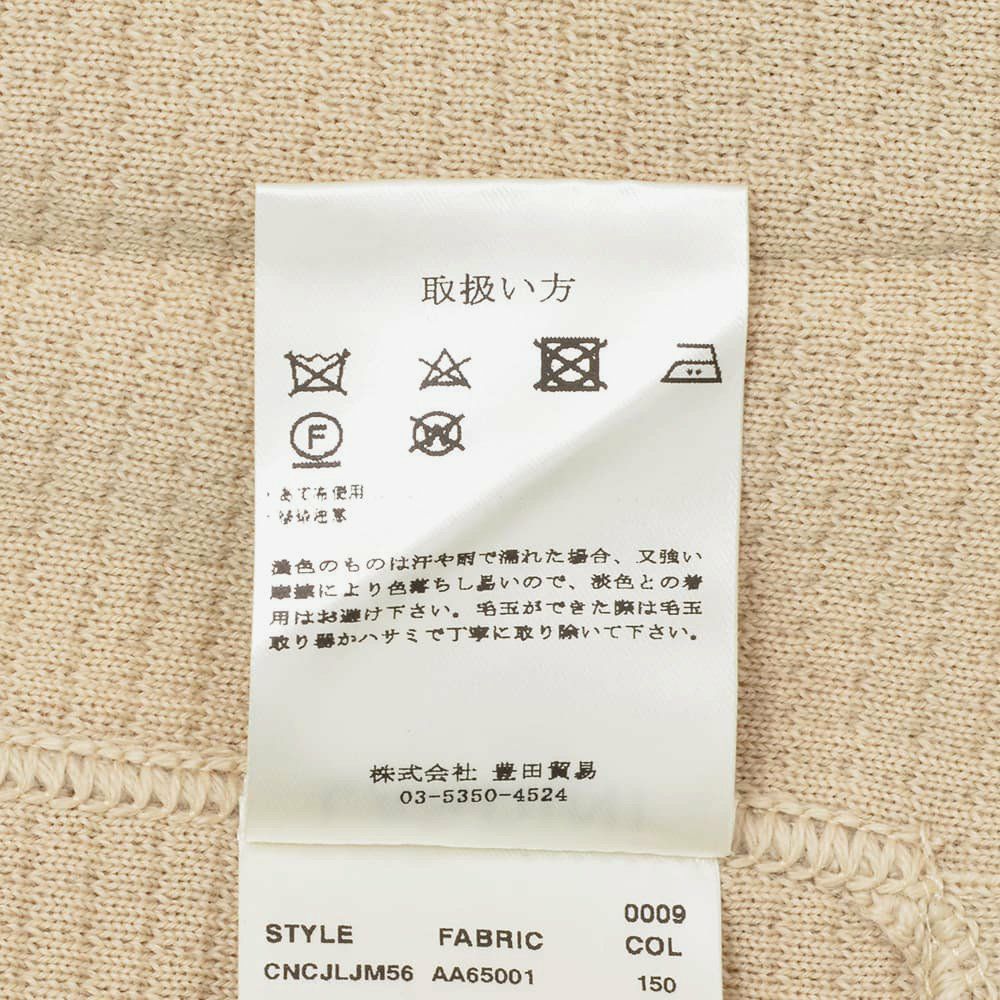 取扱い方
F
W
・あて布使用
濃色のものは汗や雨で濡れた場合、又強い
摩擦により色落ちし易いので、淡色との着
用はお避け下さい。毛玉ができた際は毛玉
取り器かハサミで丁寧に取り除いて下さい。
株式会社 豊田貿易
03-5350-4524
0009
STYLE FABRIC COL
CNCJLJM56 AA65001 150